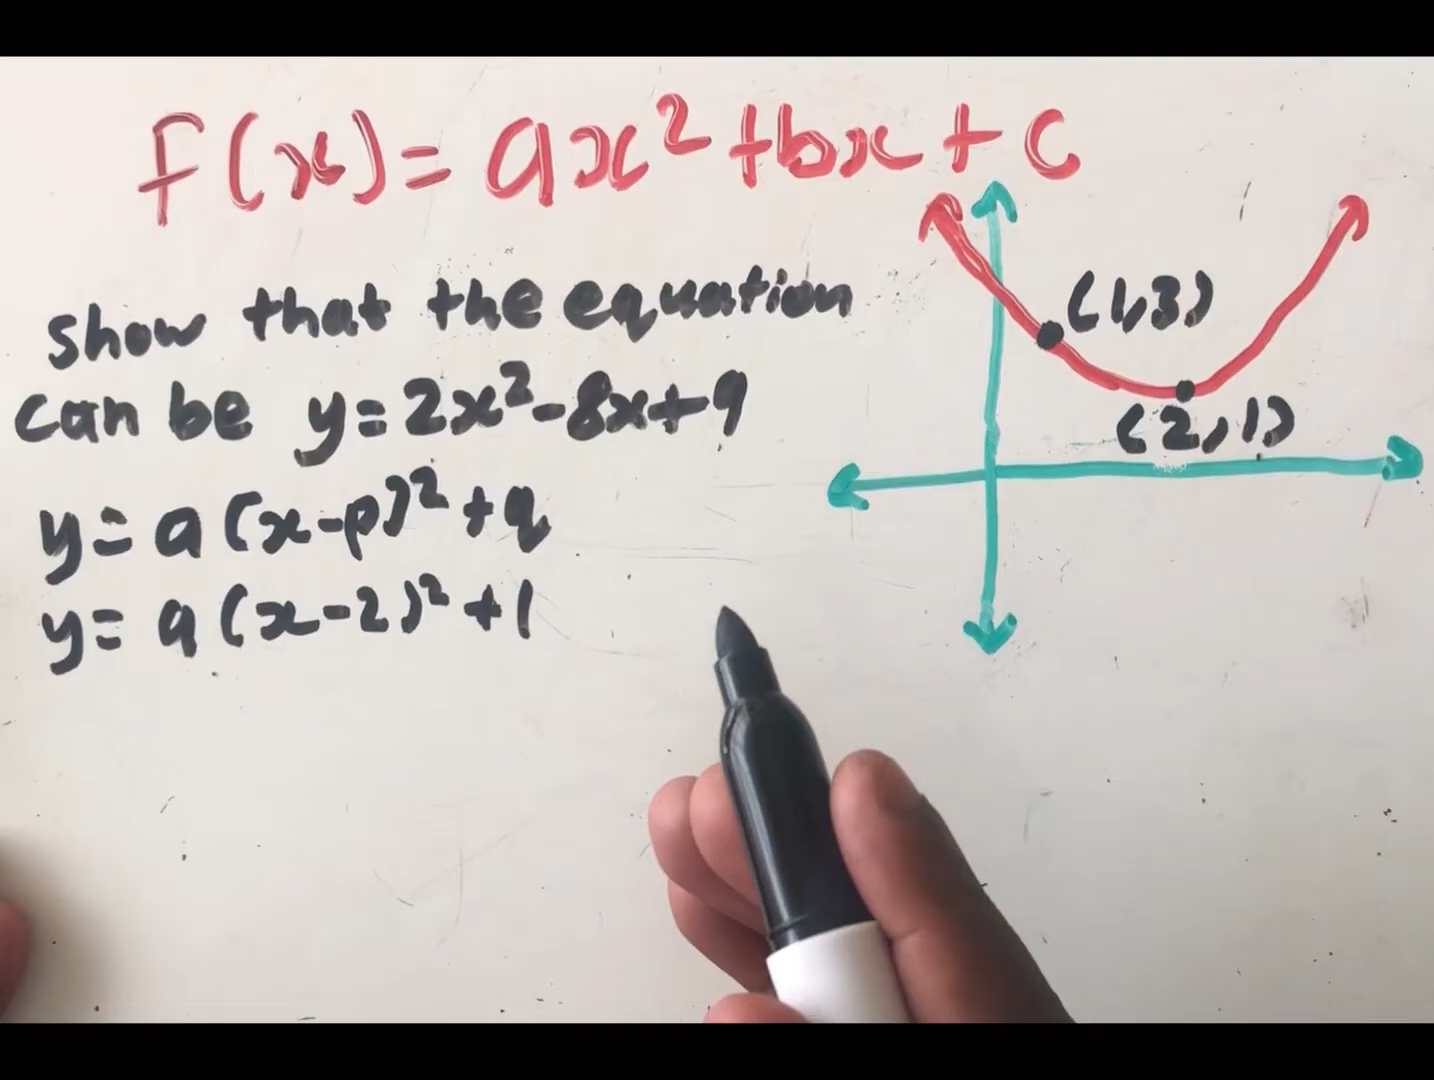 f(x) = ax² + bx + c
show that the equation
can be y = 2x² - 8x + 9
y = a(x - p)² + q
y = a(x - 2)² + 1
(1,3)
(2,1)